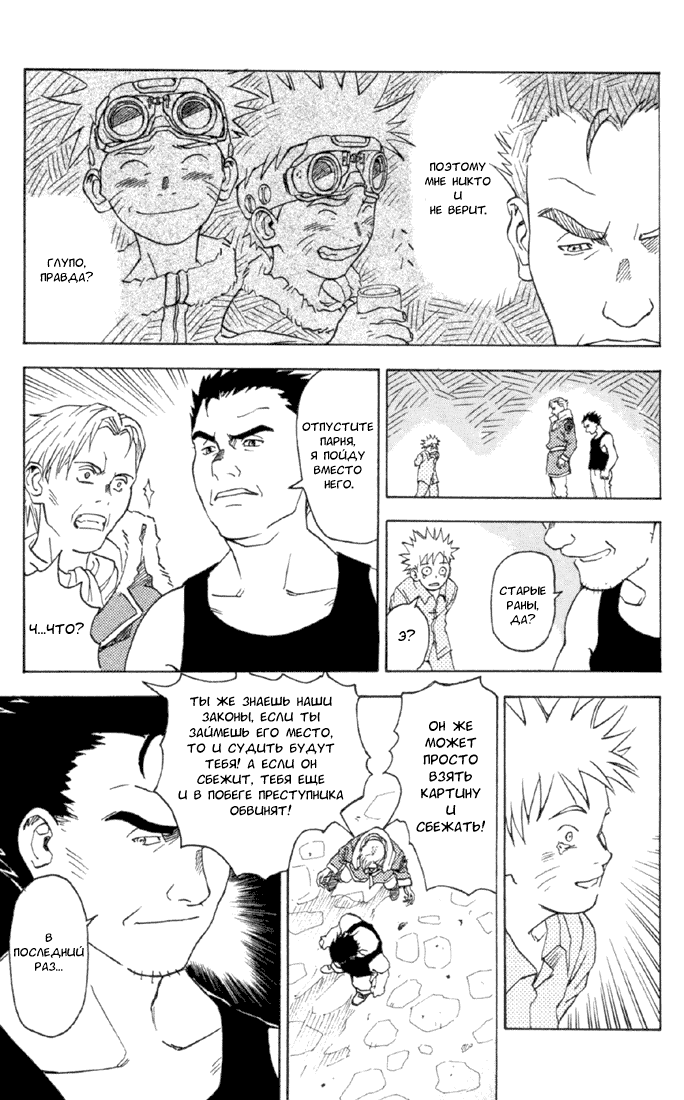 ПОЭТОМУ
МНЕ НИКТО
И
НЕ ВЕРИТ.
ГЛУПО,
ПРАВДА?
СТАРЫЕ
РАНЫ,
ДА?
Э?
ОТПУСТИТЕ
ПАРНЯ,
Я ПОЙДУ
ВМЕСТО
НЕГО.
Ч...ЧТО?
ОН ЖЕ
МОЖЕТ
ПРОСТО
ВЗЯТЬ
КАРТИНУ
И
СБЕЖАТЬ!
ТЫ ЖЕ ЗНАЕШЬ НАШИ
ЗАКОНЫ, ЕСЛИ ТЫ
ЗАЙМЕШЬ ЕГО МЕСТО,
ТО И СУДИТЬ БУДУТ
ТЕБЯ! А ЕСЛИ ОН
СБЕЖИТ, ТЕБЯ ЕЩЕ
И В ПОБЕГЕ ПРЕСТУПНИКА
ОБВИНЯТ!
В
ПОСЛЕДНИЙ
РАЗ...